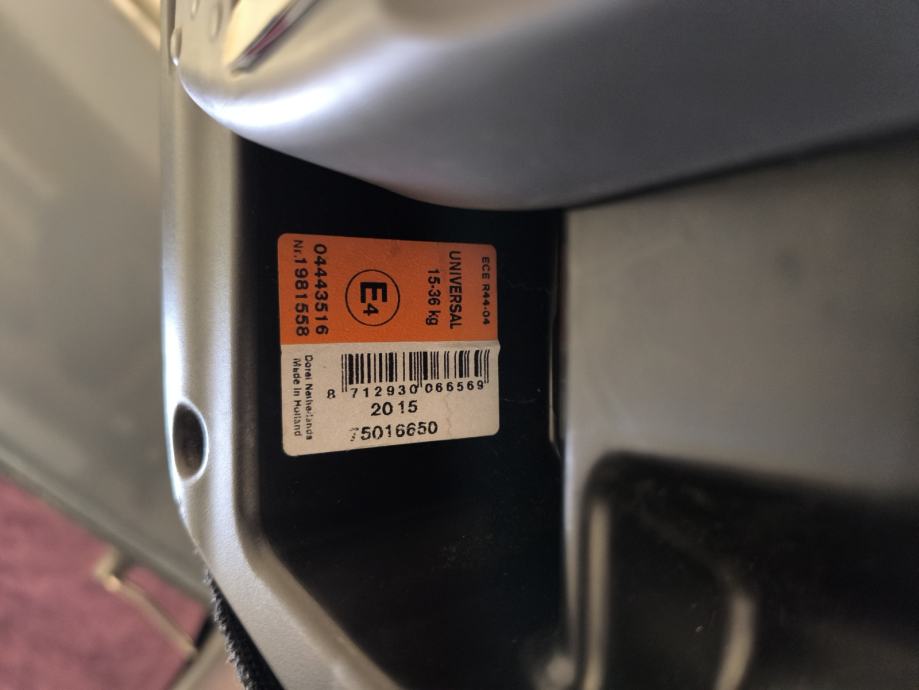 ECE R44-04
UNIVERSAL
15-36 kg
E4
04443516
Nr.1981558
8 712930 066569
2015
75016650
Dorel Netherlands
Made in Holland